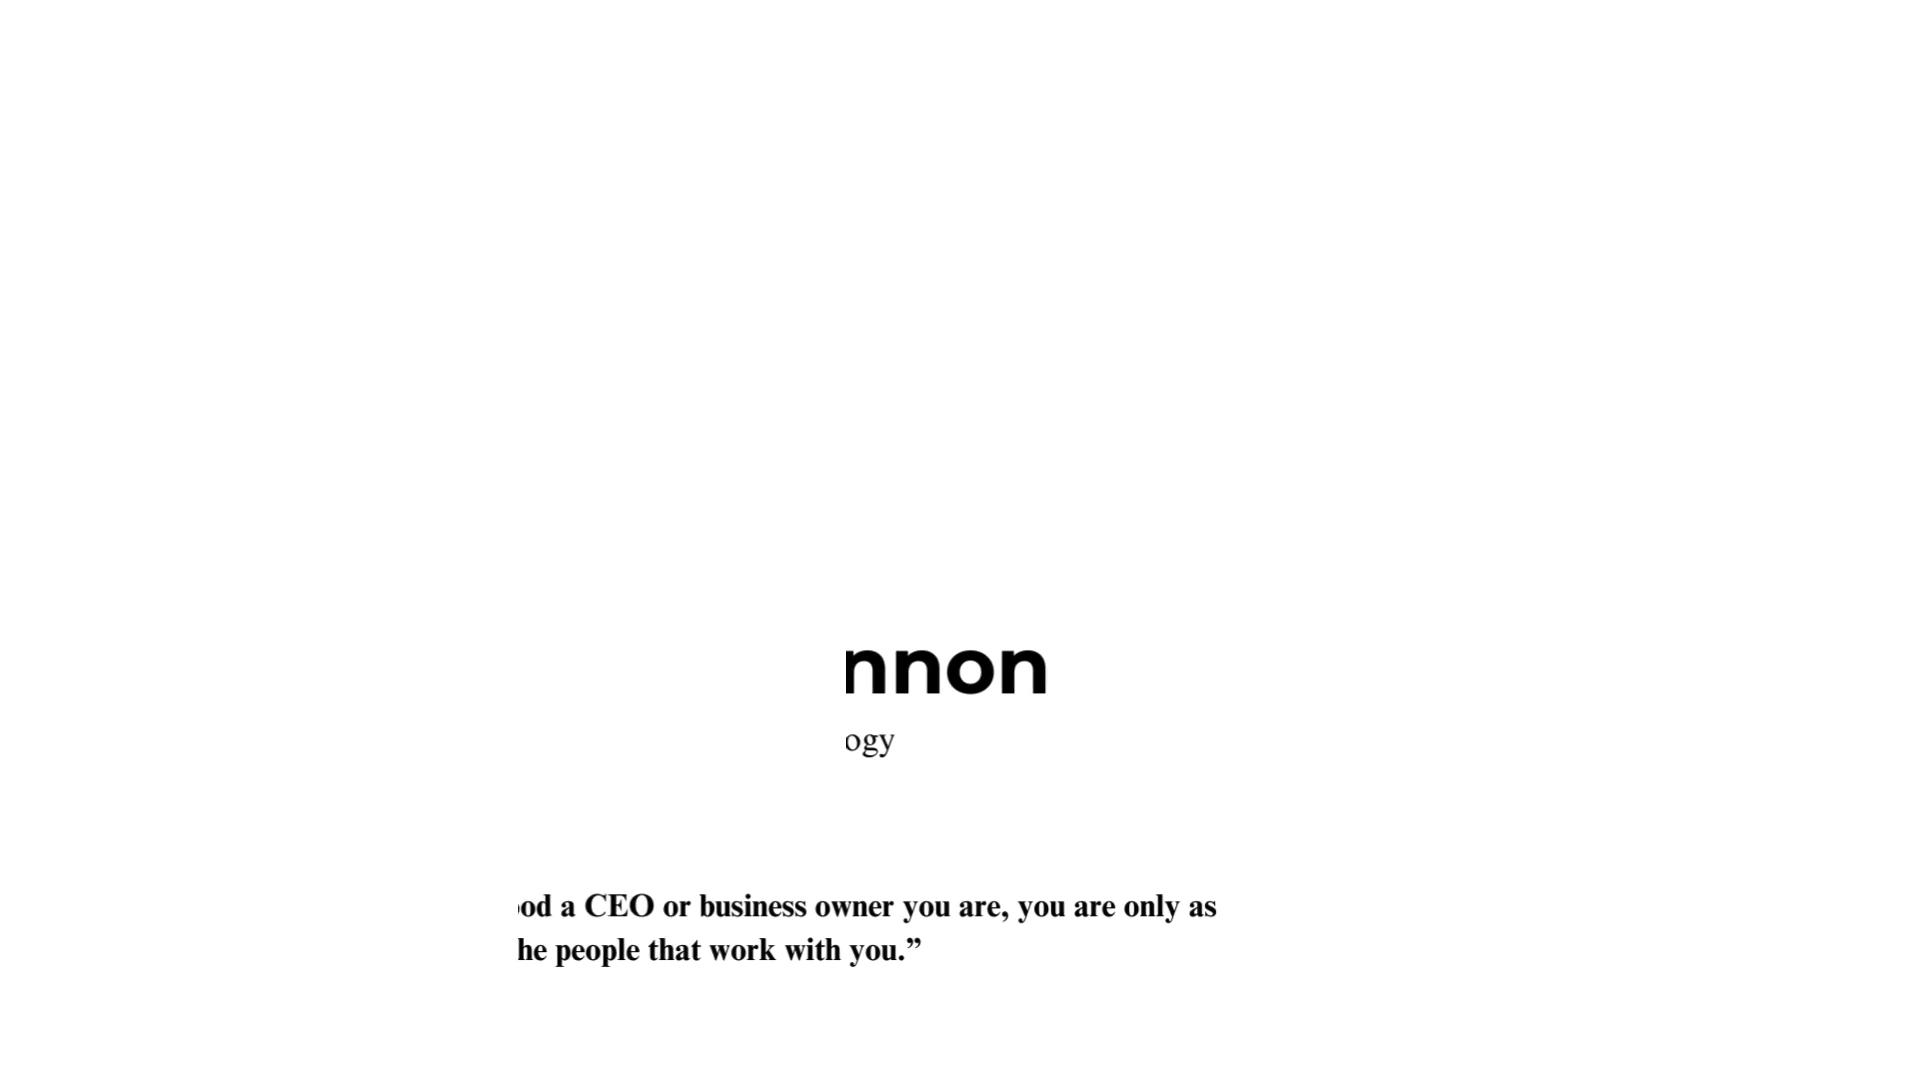 nnon
ogy
od a CEO or business owner you are, you are only as
he people that work with you.”